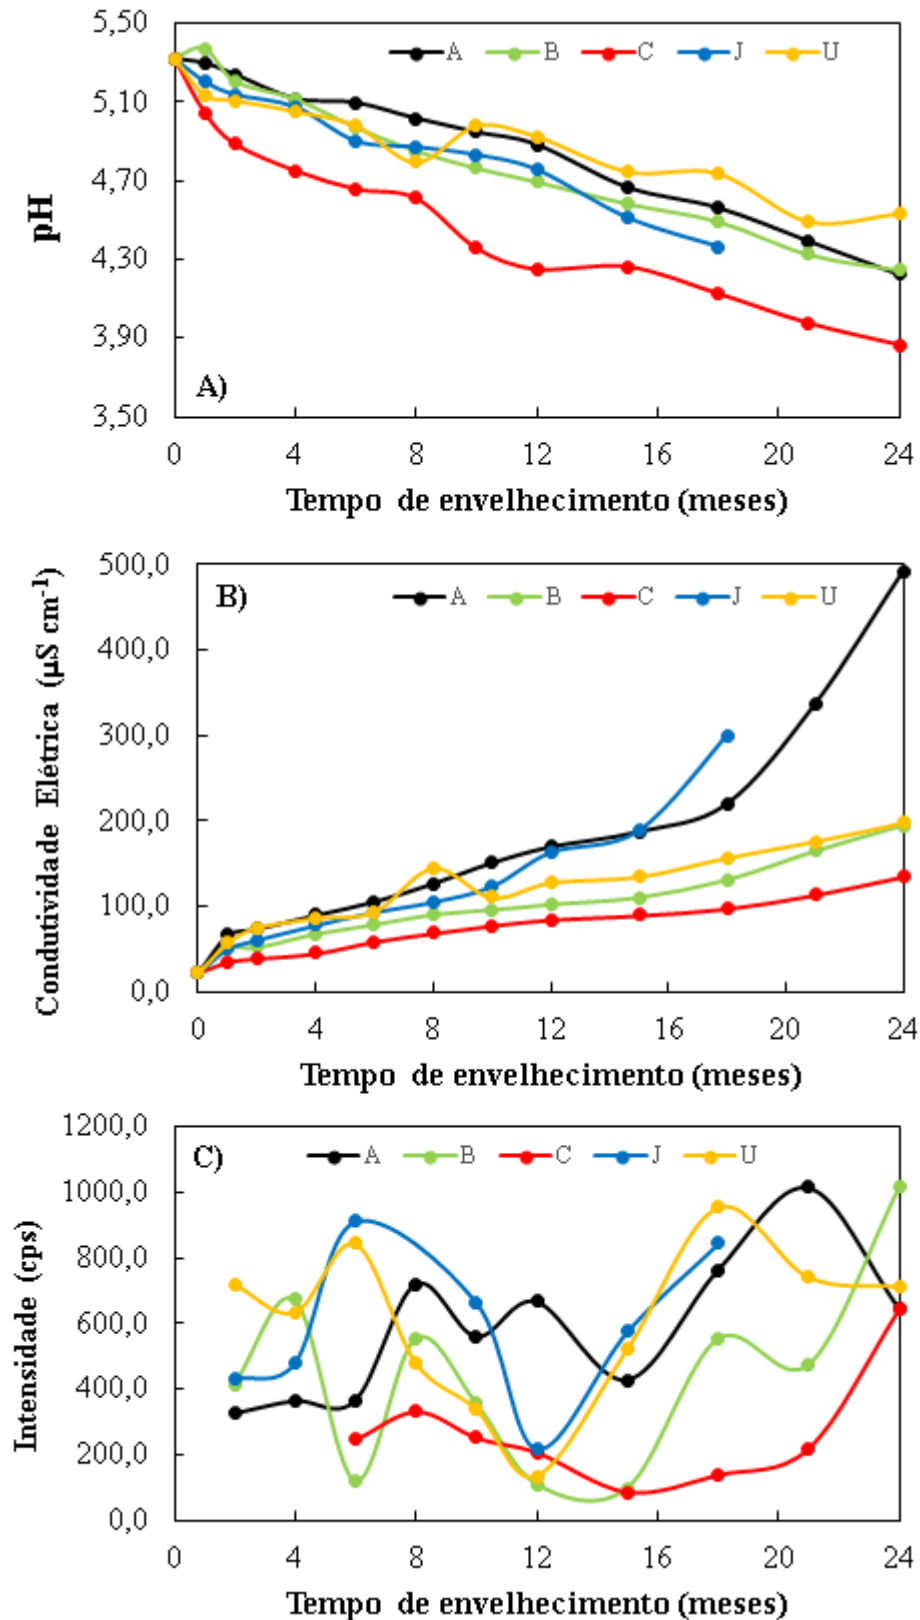 5,50
A B C J U
5,10
4,70
pH
4,30
3,90
A)
3,50
0 4 8 12 16 20 24
Tempo de envelhecimento (meses)
500,0
B)
A B C J U
400,0
300,0
Condutividade Elétrica (µS cm⁻¹)
200,0
100,0
0,0
0 4 8 12 16 20 24
Tempo de envelhecimento (meses)
1200,0
C)
A B C J U
1000,0
800,0
Intensidade (cps)
600,0
400,0
200,0
0,0
0 4 8 12 16 20 24
Tempo de envelhecimento (meses)